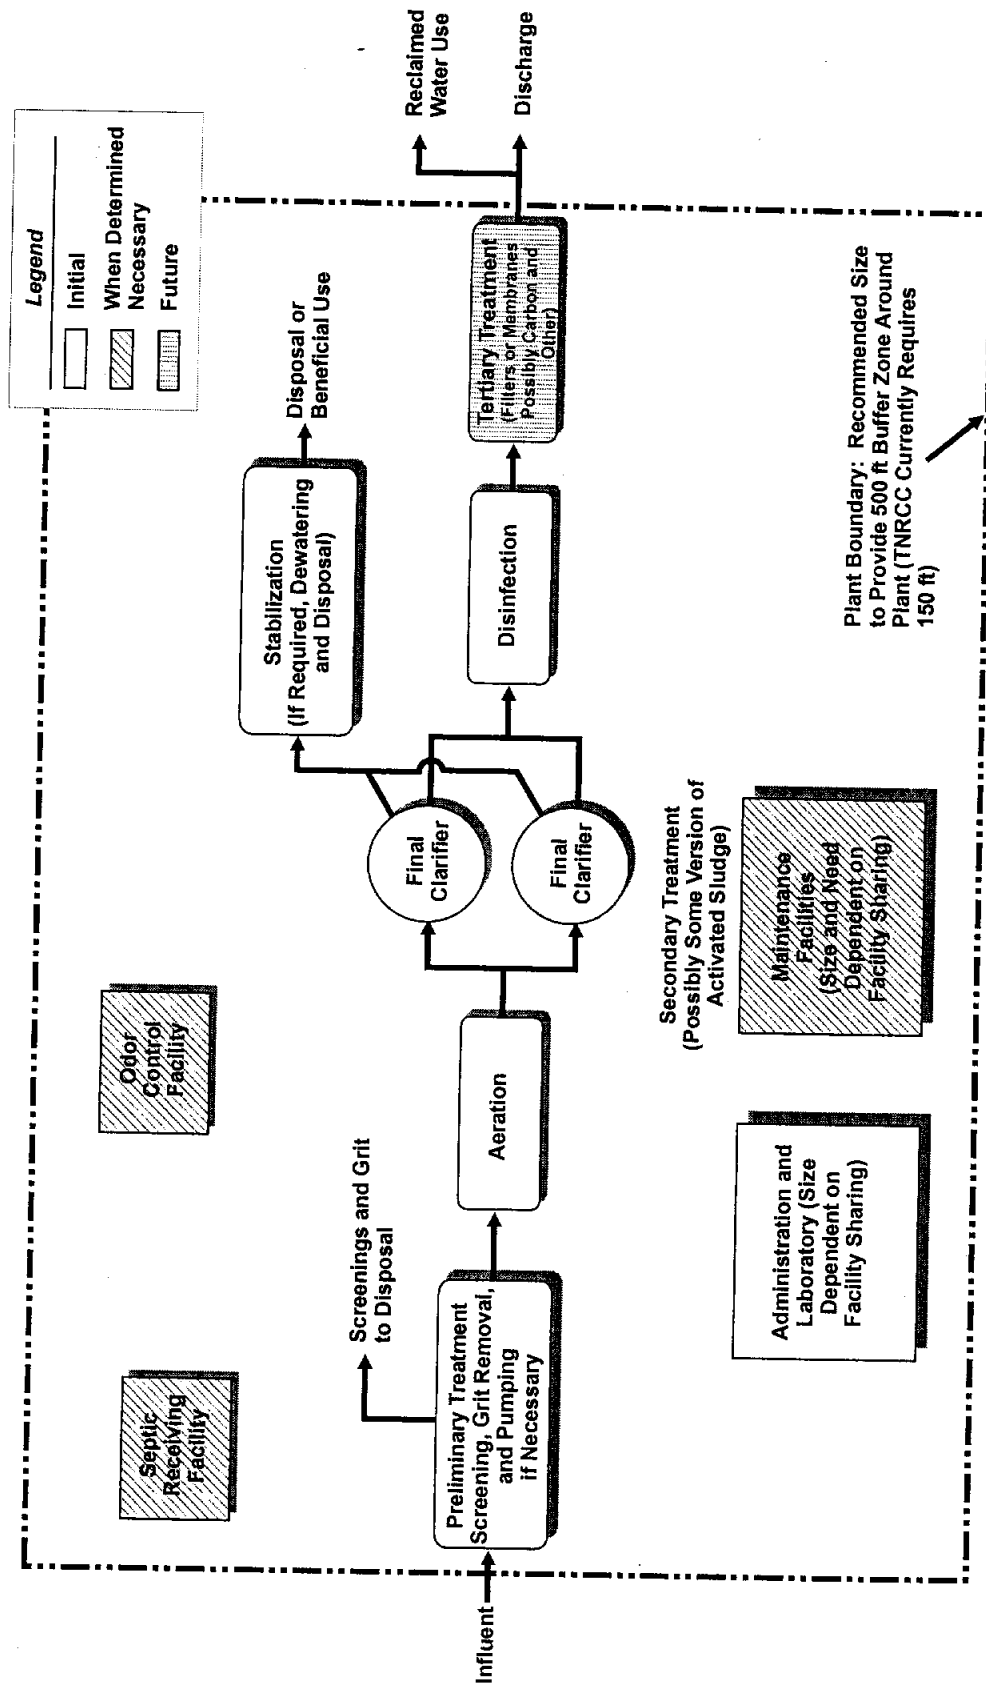 Legend
Initial
When Determined
Necessary
Future
Septic
Receiving
Facility
Odor
Control
Facility
Screenings and Grit
to Disposal
Stabilization
(If Required, Dewatering
and Disposal)
Disposal or
Beneficial Use
Influent
Preliminary Treatment
Screening, Grit Removal,
and Pumping
if Necessary
Aeration
Final
Clarifier
Final
Clarifier
Disinfection
Tertiary Treatment
(Filters or Membranes
Possibly Carbon and
Other)
Reclaimed
Water Use
Discharge
Secondary Treatment
(Possibly Some Version of
Activated Sludge)
Administration and
Laboratory (Size
Dependent on
Facility Sharing)
Maintenance
Facilities
(Size and Need
Dependent on
Facility Sharing)
Plant Boundary: Recommended Size
to Provide 500 ft Buffer Zone Around
Plant (TNRCC Currently Requires
150 ft)